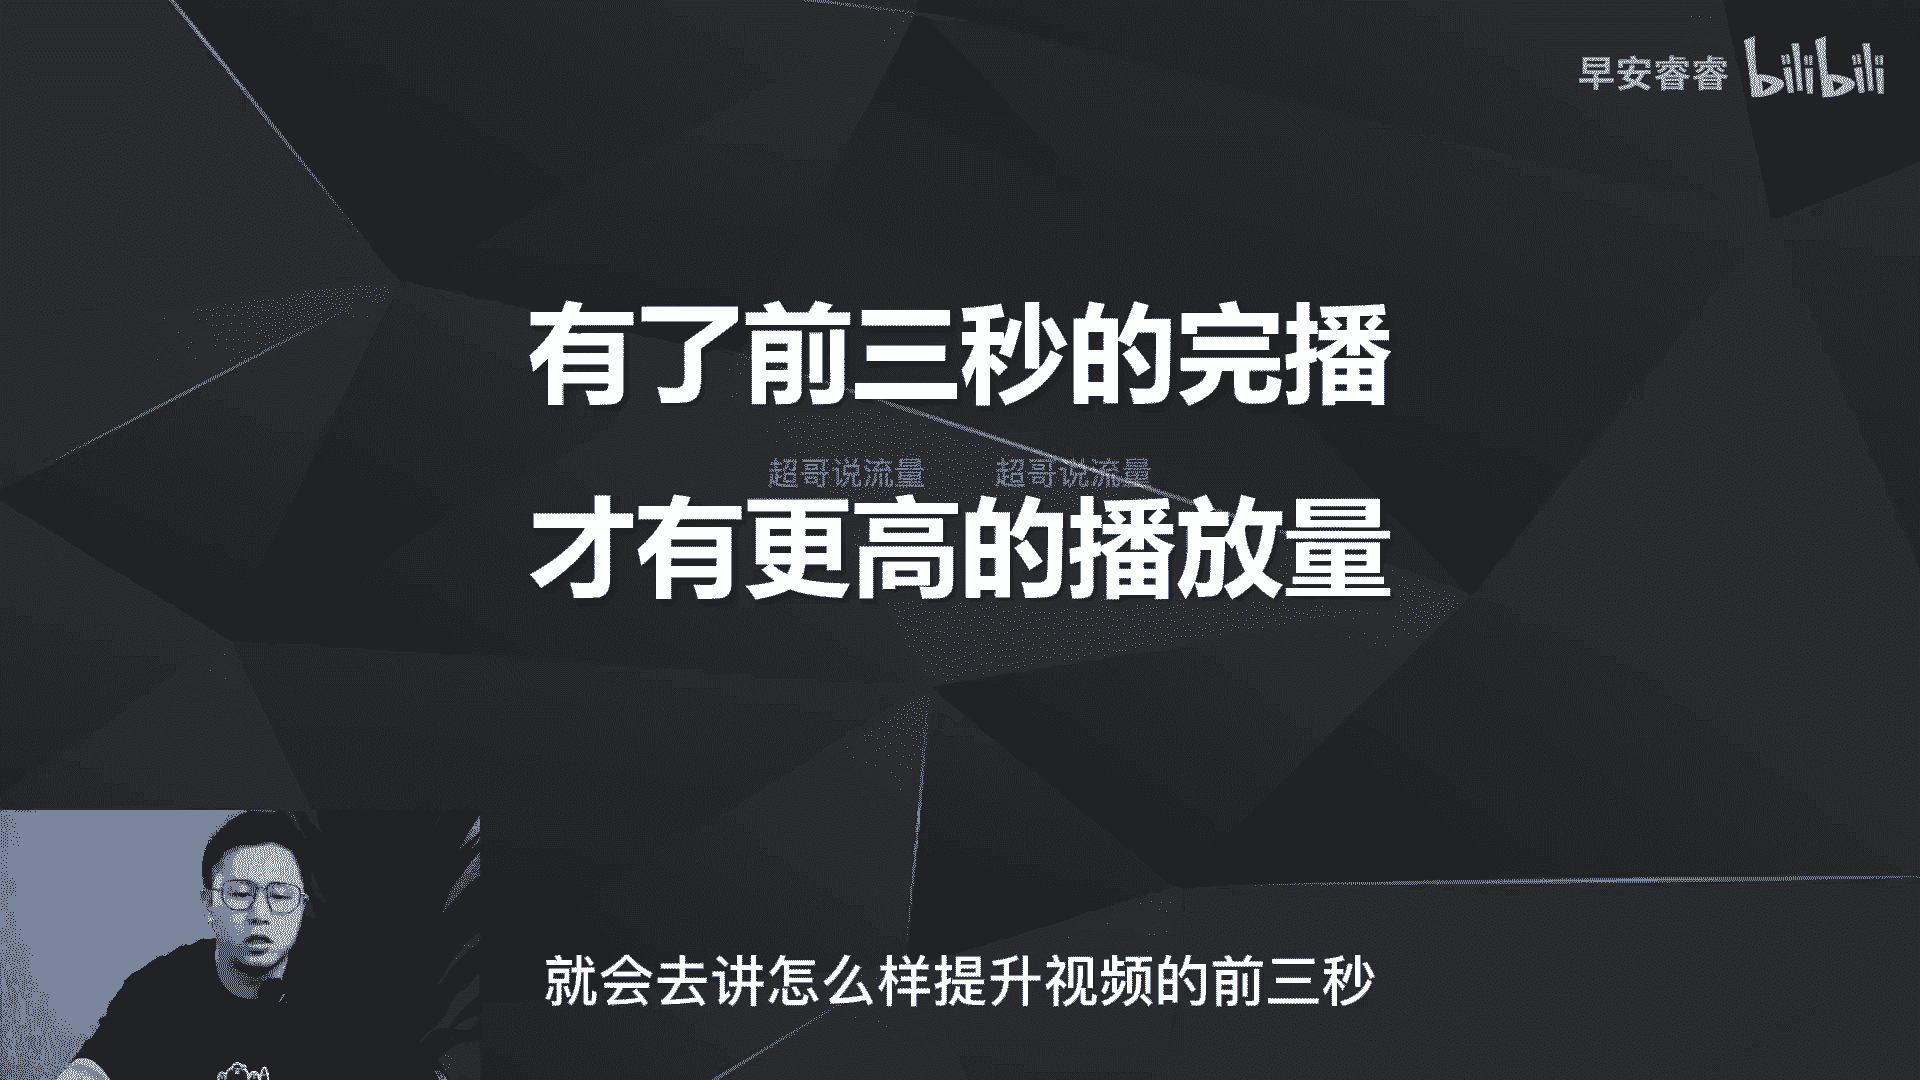 早安睿睿 bilibili
有了前三秒的完播
超哥说流量 超哥说流量
才有更高的播放量
就会去讲怎么样提升视频的前三秒